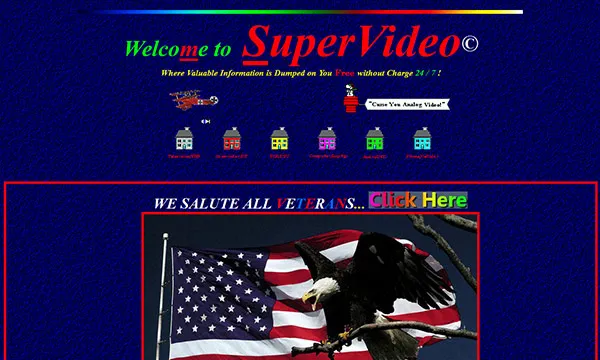 Welcome to SuperVideo©
Where Valuable Information is Dumped on You Free without Charge 24 / 7 !
"Curse You Analog Video!"
WE SALUTE ALL VETERANS... Click Here